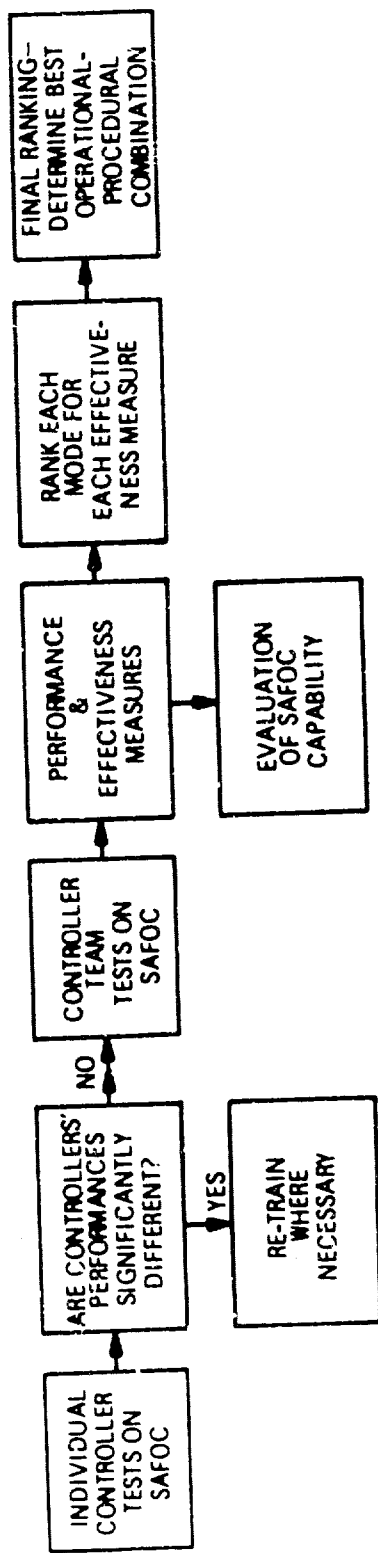 INDIVIDUAL
CONTROLLER
TESTS ON
SAFOC
ARE CONTROLLERS'
PERFORMANCES
SIGNIFICANTLY
DIFFERENT?
YES
RE-TRAIN
WHERE
NECESSARY
NO
CONTROLLER
TEAM
TESTS ON
SAFOC
PERFORMANCE
&
EFFECTIVENESS
MEASURES
EVALUATION
OF SAFOC
CAPABILITY
RANK EACH
MODE FOR
EACH EFFECTIVE-
NESS MEASURE
FINAL RANKING–
DETERMINE BEST
OPERATIONAL-
PROCEDURAL
COMBINATION